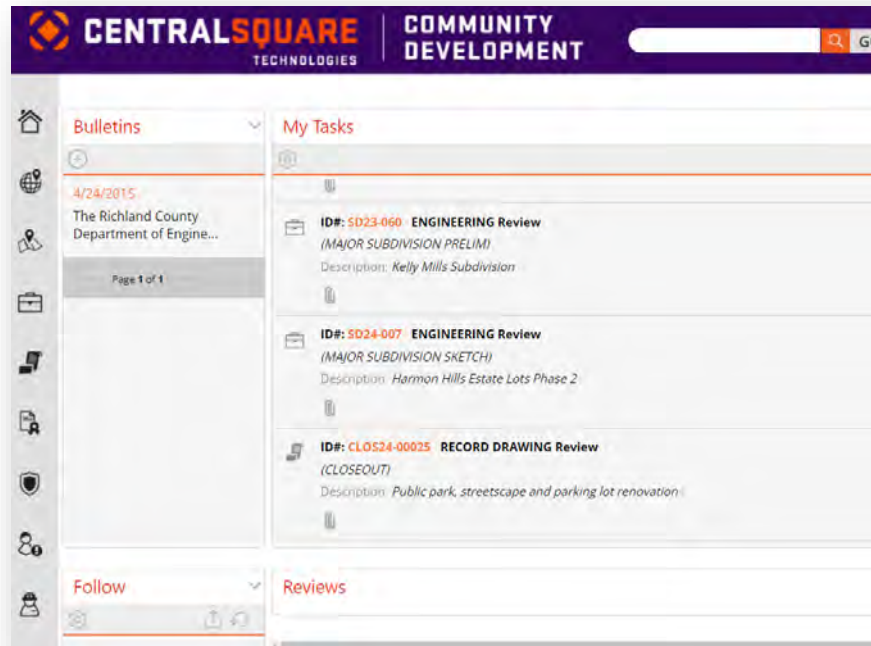 CENTRALSQUARE
TECHNOLOGIES
COMMUNITY
DEVELOPMENT
G
Bulletins
4/24/2015
The Richland County
Department of Engine...
Page 1 of 1
My Tasks
ID#: SD23-060 ENGINEERING Review
(MAJOR SUBDIVISION PRELIM)
Description: Kelly Mills Subdivision
ID#: SD24-007 ENGINEERING Review
(MAJOR SUBDIVISION SKETCH)
Description: Harmon Hills Estate Lots Phase 2
ID#: CLOS24-00025 RECORD DRAWING Review
(CLOSEOUT)
Description: Public park, streetscape and parking lot renovation
Follow
Reviews